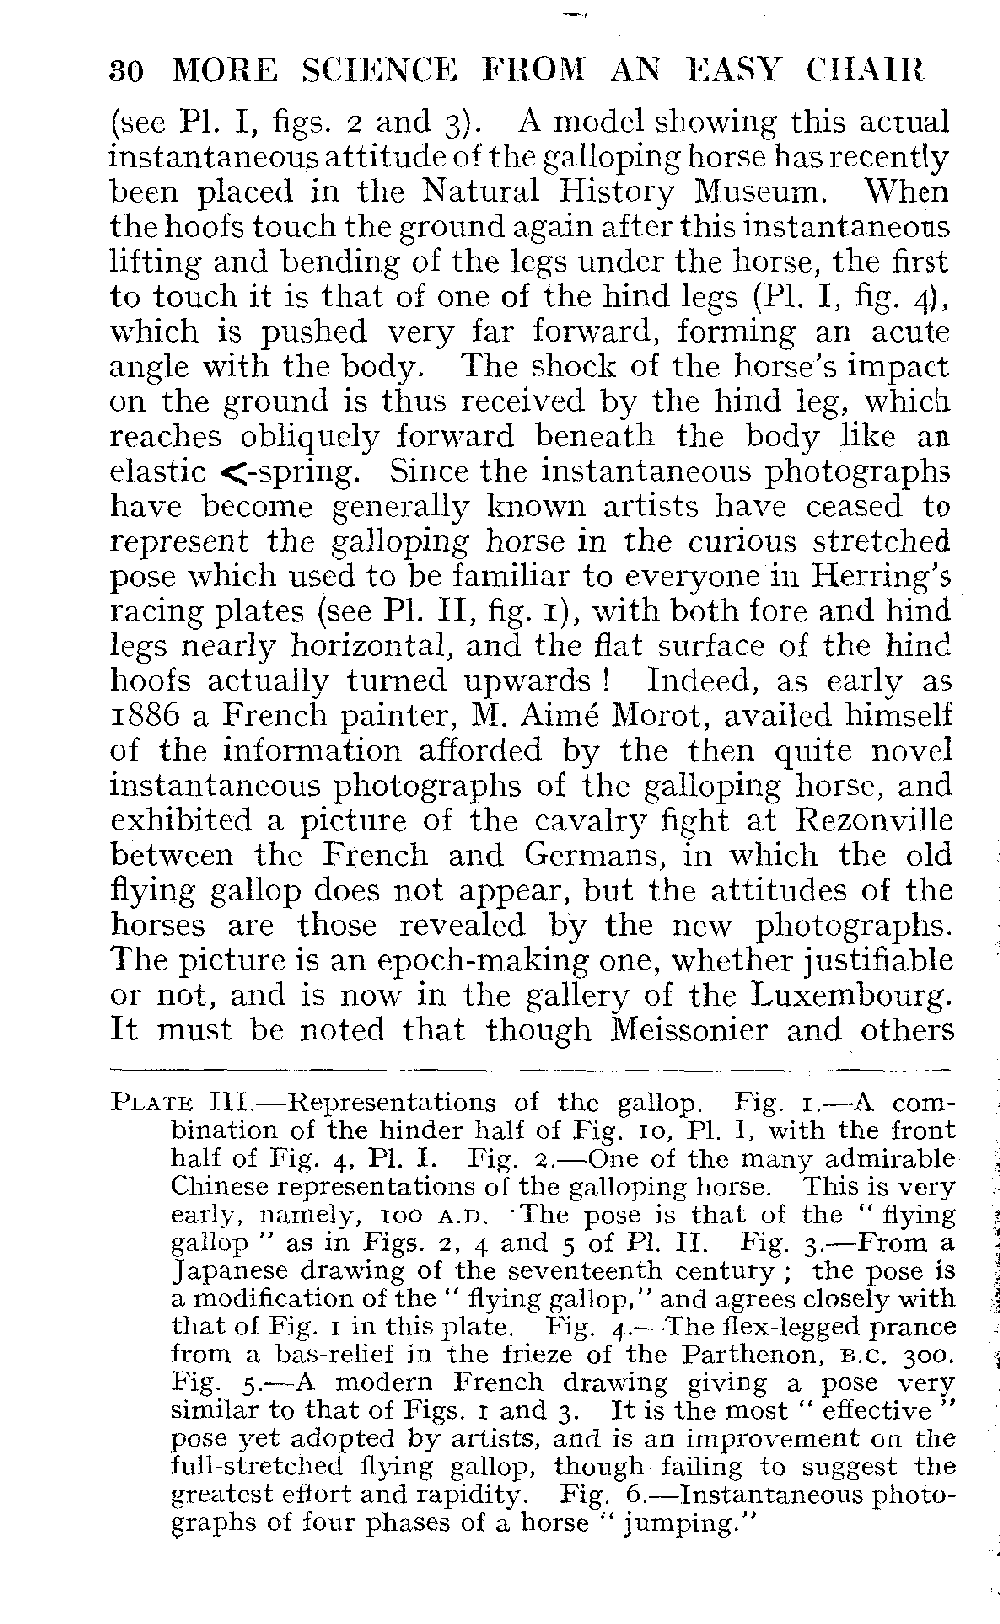 30 MORE SCIENCE FROM AN EASY CHAIR
(see Pl. I, figs. 2 and 3). A model showing this actual
instantaneous attitude of the galloping horse has recently
been placed in the Natural History Museum. When
the hoofs touch the ground again after this instantaneous
lifting and bending of the legs under the horse, the first
to touch it is that of one of the hind legs (Pl. I, fig. 4),
which is pushed very far forward, forming an acute
angle with the body. The shock of the horse's impact
on the ground is thus received by the hind leg, which
reaches obliquely forward beneath the body like an
elastic <-spring. Since the instantaneous photographs
have become generally known artists have ceased to
represent the galloping horse in the curious stretched
pose which used to be familiar to everyone in Herring's
racing plates (see Pl. II, fig. 1), with both fore and hind
legs nearly horizontal, and the flat surface of the hind
hoofs actually turned upwards ! Indeed, as early as
1886 a French painter, M. Aimé Morot, availed himself
of the information afforded by the then quite novel
instantaneous photographs of the galloping horse, and
exhibited a picture of the cavalry fight at Rezonville
between the French and Germans, in which the old
flying gallop does not appear, but the attitudes of the
horses are those revealed by the new photographs.
The picture is an epoch-making one, whether justifiable
or not, and is now in the gallery of the Luxembourg.
It must be noted that though Meissonier and others
PLATE III.—Representations of the gallop. Fig. 1.—A com-
bination of the hinder half of Fig. 10, Pl. I, with the front
half of Fig. 4, Pl. I. Fig. 2.—One of the many admirable
Chinese representations of the galloping horse. This is very
early, namely, 100 A.D. The pose is that of the " flying
gallop " as in Figs. 2, 4 and 5 of Pl. II. Fig. 3.—From a
Japanese drawing of the seventeenth century ; the pose is
a modification of the " flying gallop," and agrees closely with
that of Fig. 1 in this plate. Fig. 4.—The flex-legged prance
from a bas-relief in the frieze of the Parthenon, B.C. 300.
Fig. 5.—A modern French drawing giving a pose very
similar to that of Figs. 1 and 3. It is the most " effective "
pose yet adopted by artists, and is an improvement on the
full-stretched flying gallop, though failing to suggest the
greatest effort and rapidity. Fig. 6.—Instantaneous photo-
graphs of four phases of a horse " jumping."